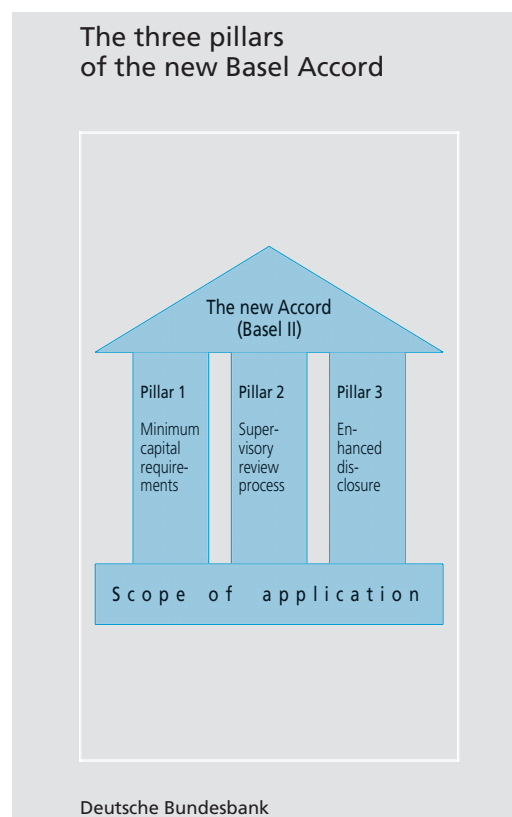 The three pillars
of the new Basel Accord
The new Accord
(Basel II)
Pillar 1
Minimum
capital
require-
ments
Pillar 2
Super-
visory
review
process
Pillar 3
En-
hanced
dis-
closure
Scope of application
Deutsche Bundesbank